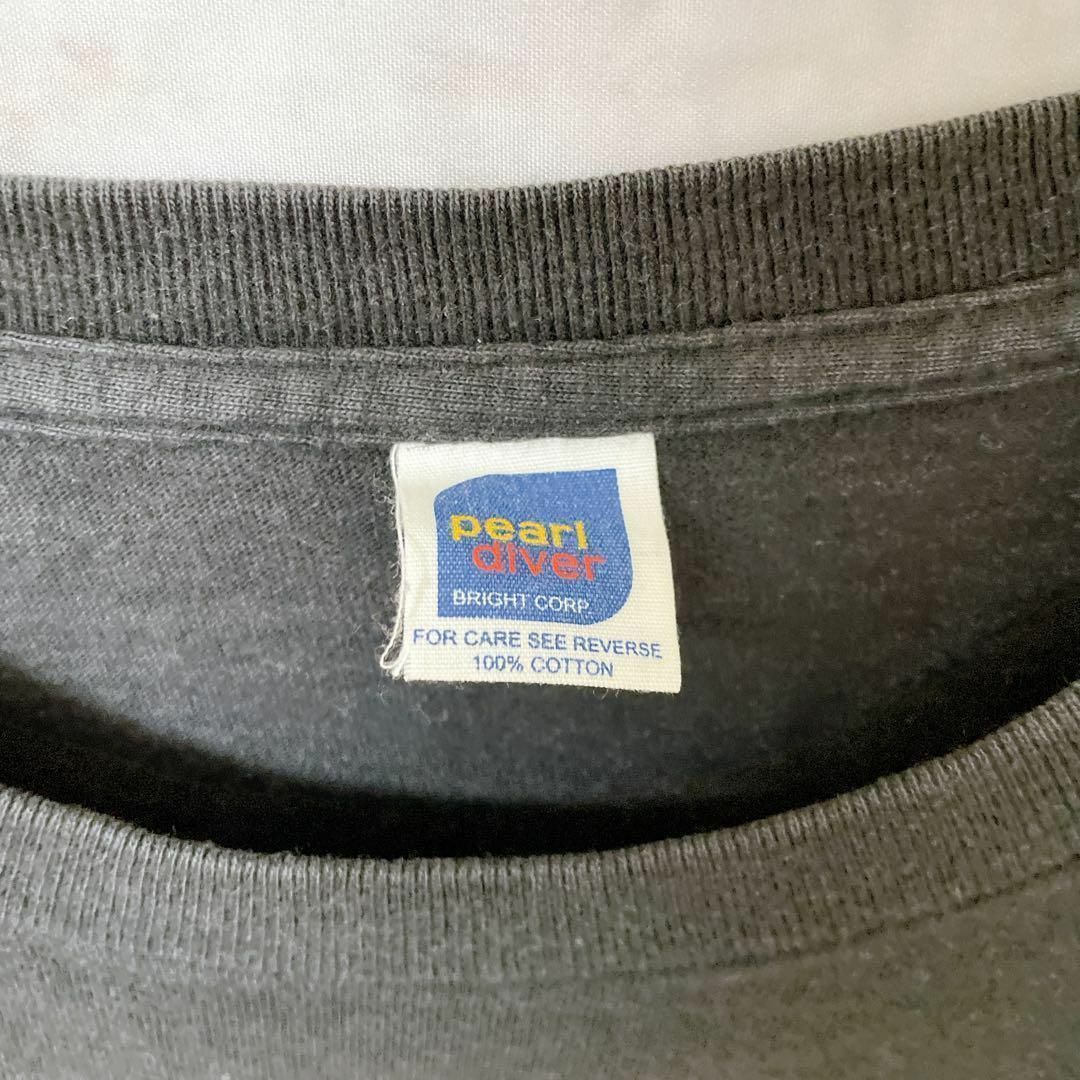 pearl
diver
BRIGHT CORP.
FOR CARE SEE REVERSE
100% COTTON